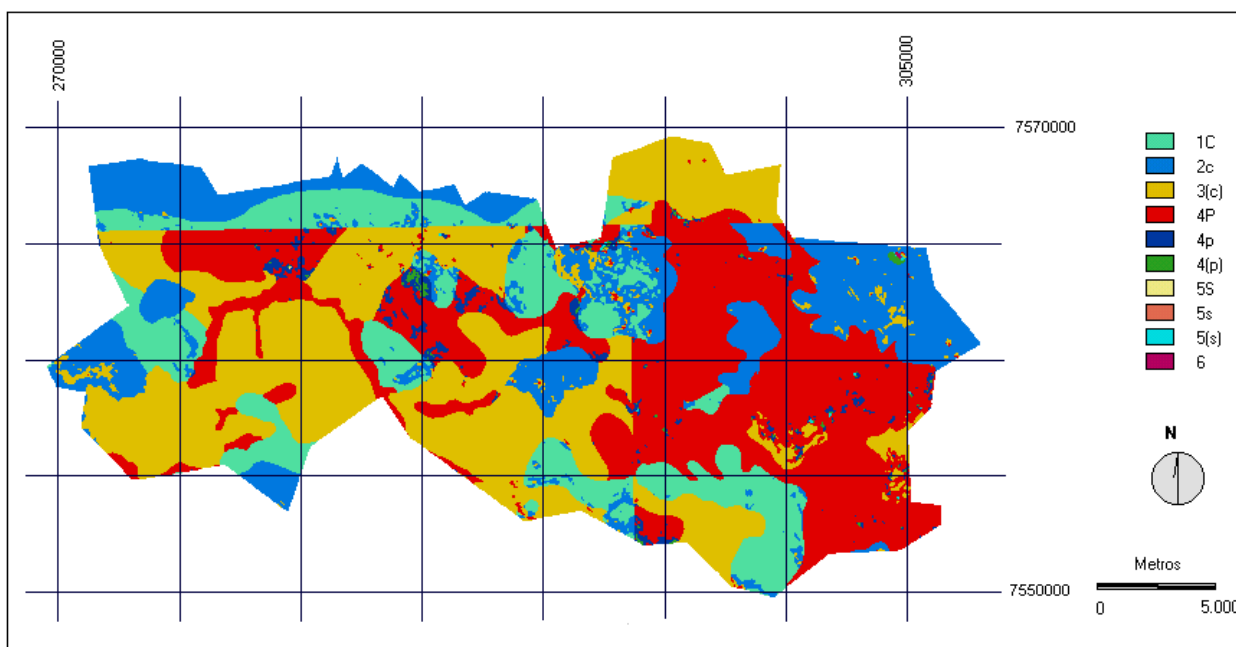 270000
305000
7570000
1C
2c
3(c)
4P
4p
4(p)
5S
5s
5(s)
6
N
Metros
7550000
0 5.000